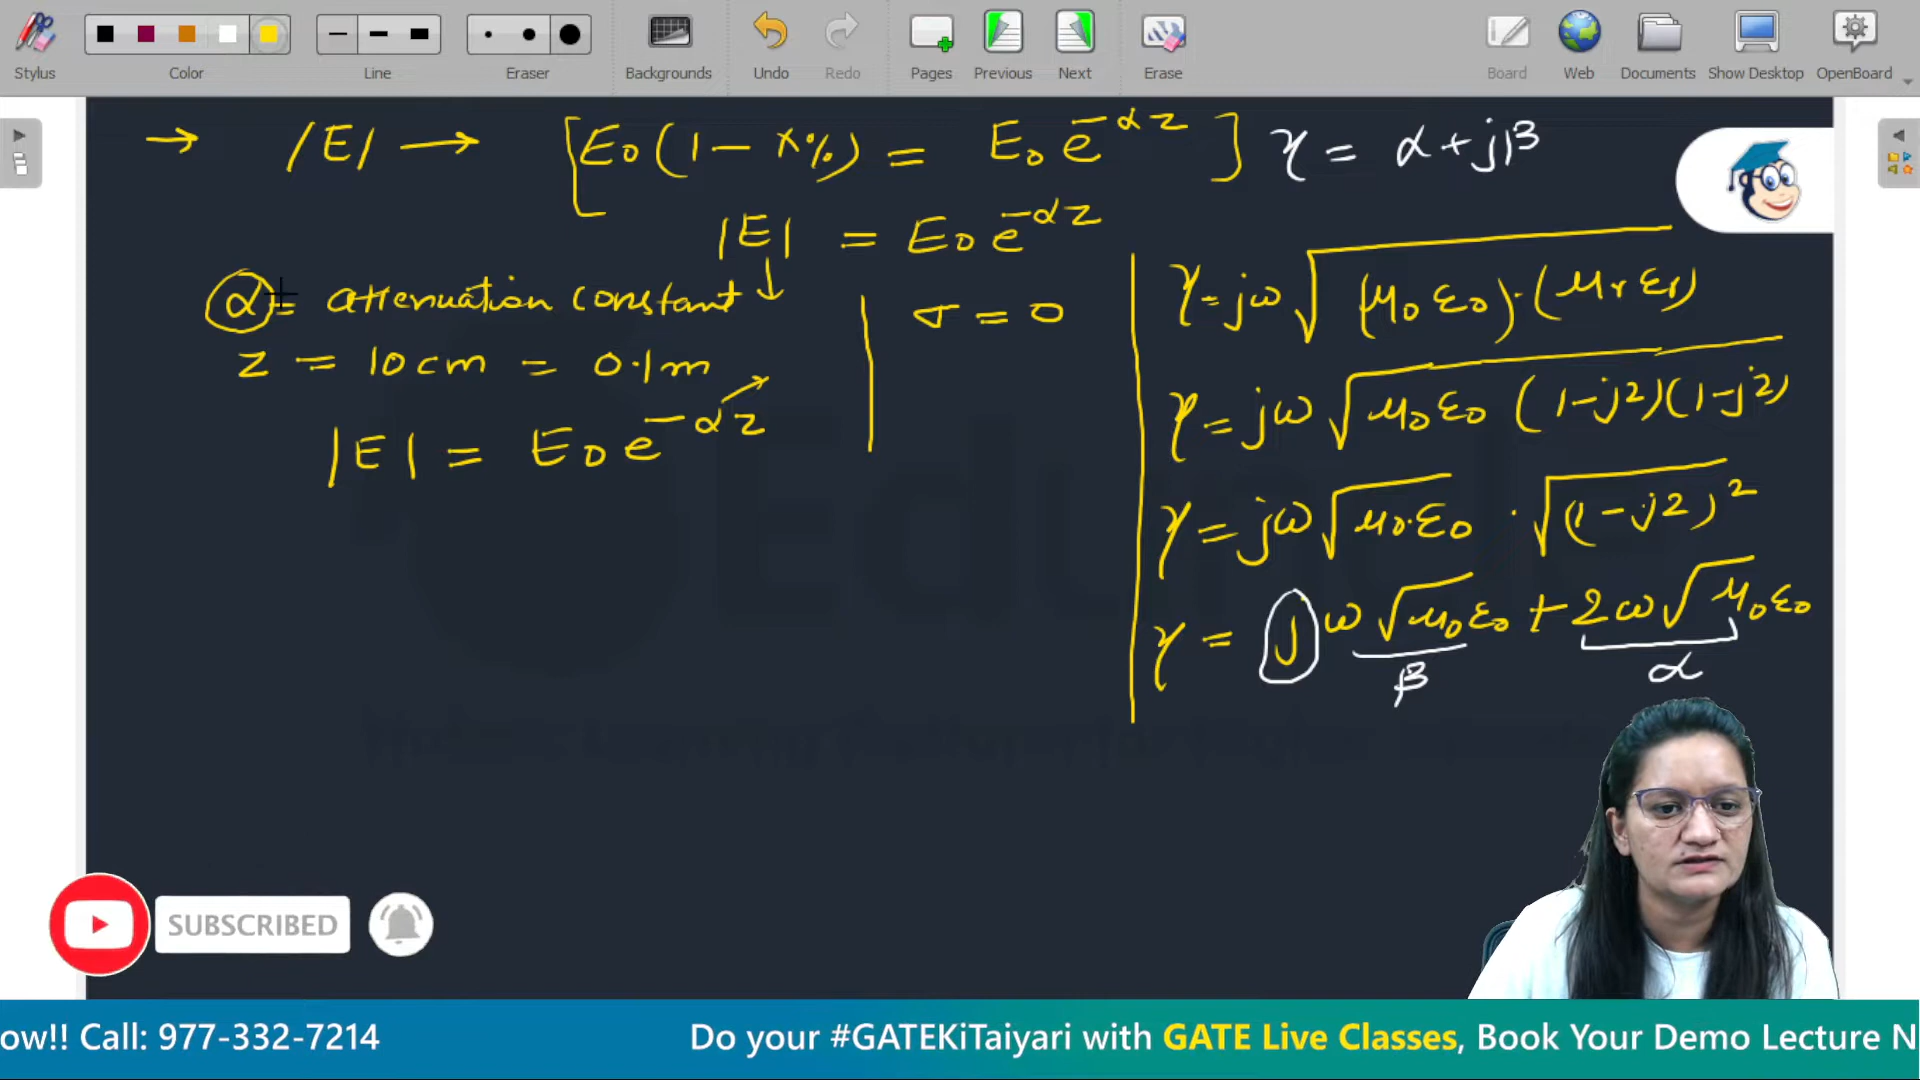 Stylus Color Line Eraser Backgrounds Undo Redo Pages Previous Next Erase Board Web Documents Show Desktop OpenBoard
→ |E| → [E₀(1 - x%) = E₀e^(-αz)] γ = α + jβ
|E| = E₀e^(-αz)
α = attenuation constant
z = 10cm = 0.1m
|E| = E₀e^(-αz)
σ = 0
γ = jω√((μ₀ε₀)·(μrεr))
γ = jω√(μ₀ε₀(1-j2)(1-j2))
γ = jω√(μ₀·ε₀) · √((1-j2)²)
γ = jω√μ₀ε₀ + 2ω√μ₀ε₀
β α
SUBSCRIBED
ow!! Call: 977-332-7214 Do your #GATEKiTaiyari with GATE Live Classes, Book Your Demo Lecture N